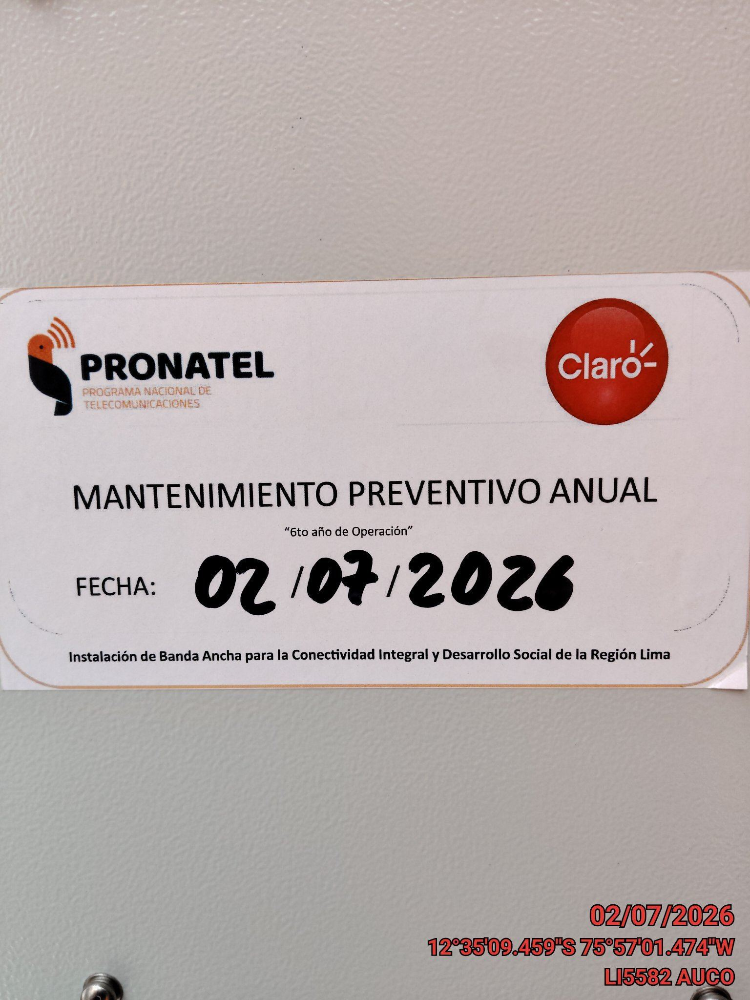 PRONATEL
PROGRAMA NACIONAL DE
TELECOMUNICACIONES
Claro
MANTENIMIENTO PREVENTIVO ANUAL
“6to año de Operación”
FECHA: 02/07/2026
Instalación de Banda Ancha para la Conectividad Integral y Desarrollo Social de la Región Lima
02/07/2026
12°35'09.459"S 75°57'01.474"W
LI5582 AUCO